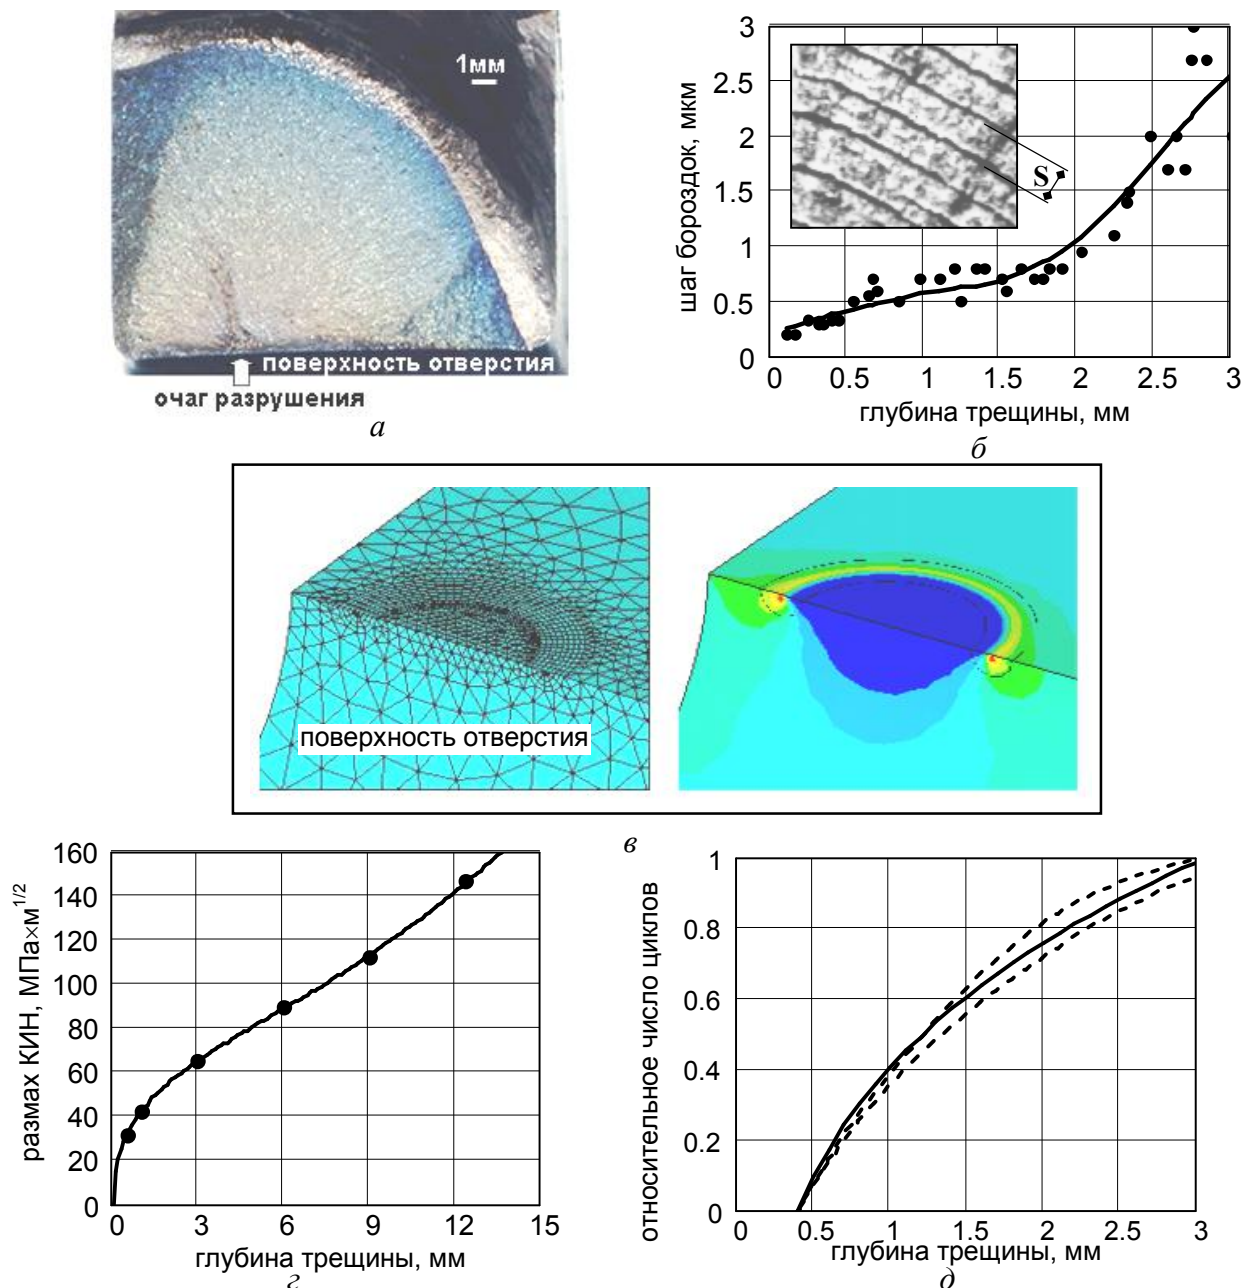 1мм
поверхность отверстия
очаг разрушения
а
3
2.5
2
1.5
1
0.5
0
шаг бороздок, мкм
S
0 0.5 1 1.5 2 2.5 3
глубина трещины, мм
б
поверхность отверстия
в
160
140
120
100
80
60
40
20
0
размах КИН, МПа×м^1/2
0 3 6 9 12 15
глубина трещины, мм
г
1
0.8
0.6
0.4
0.2
0
относительное число циклов
0 0.5 1 1.5 2 2.5 3
глубина трещины, мм
д